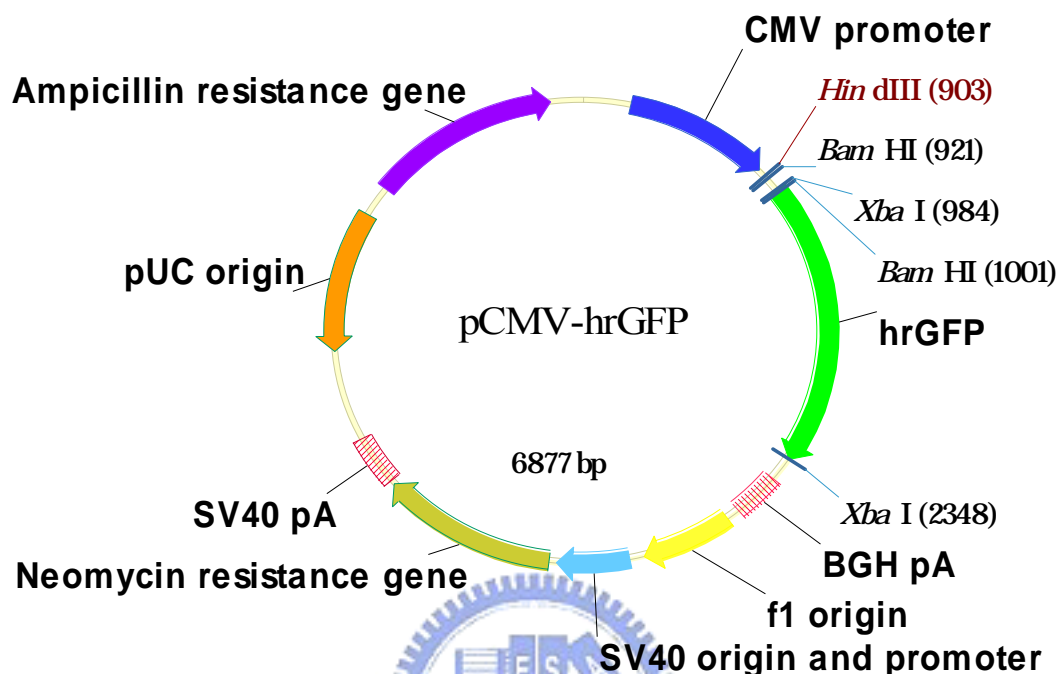 CMV promoter
Ampicillin resistance gene
Hin dIII (903)
Bam HI (921)
Xba I (984)
Bam HI (1001)
pUC origin
pCMV-hrGFP
hrGFP
6877 bp
Xba I (2348)
SV40 pA
BGH pA
Neomycin resistance gene
f1 origin
SV40 origin and promoter